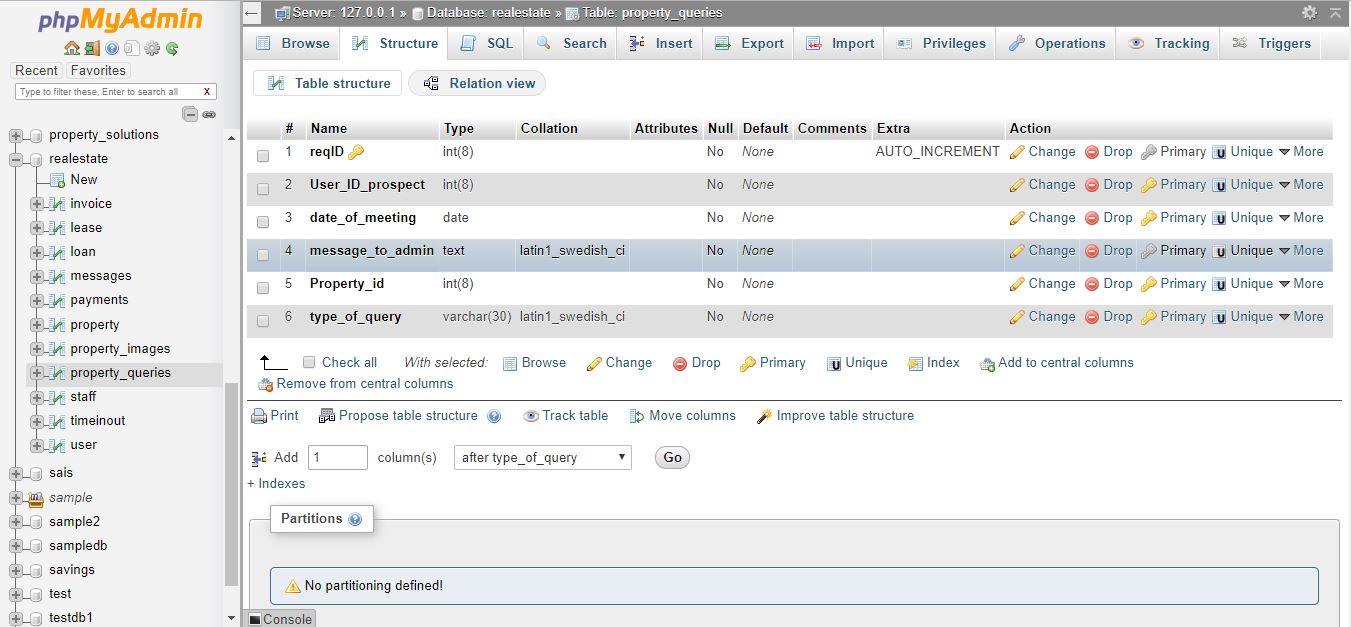 phpMyAdmin
Recent Favorites
Type to filter these, Enter to search all X
property_solutions
realestate
New
invoice
lease
loan
messages
payments
property
property_images
property_queries
staff
timeinout
user
sais
sample
sample2
sampledb
savings
test
testdb1
Server: 127.0.0.1 » Database: realestate » Table: property_queries
Browse Structure SQL Search Insert Export Import Privileges Operations Tracking Triggers
Table structure Relation view
# Name Type Collation Attributes Null Default Comments Extra Action
1 reqID int(8) No None AUTO_INCREMENT Change Drop Primary Unique More
2 User_ID_prospect int(8) No None Change Drop Primary Unique More
3 date_of_meeting date No None Change Drop Primary Unique More
4 message_to_admin text latin1_swedish_ci No None Change Drop Primary Unique More
5 Property_id int(8) No None Change Drop Primary Unique More
6 type_of_query varchar(30) latin1_swedish_ci No None Change Drop Primary Unique More
Check all With selected: Browse Change Drop Primary Unique Index Add to central columns
Remove from central columns
Print Propose table structure Track table Move columns Improve table structure
Add 1 column(s) after type_of_query Go
+ Indexes
Partitions
No partitioning defined!
Console